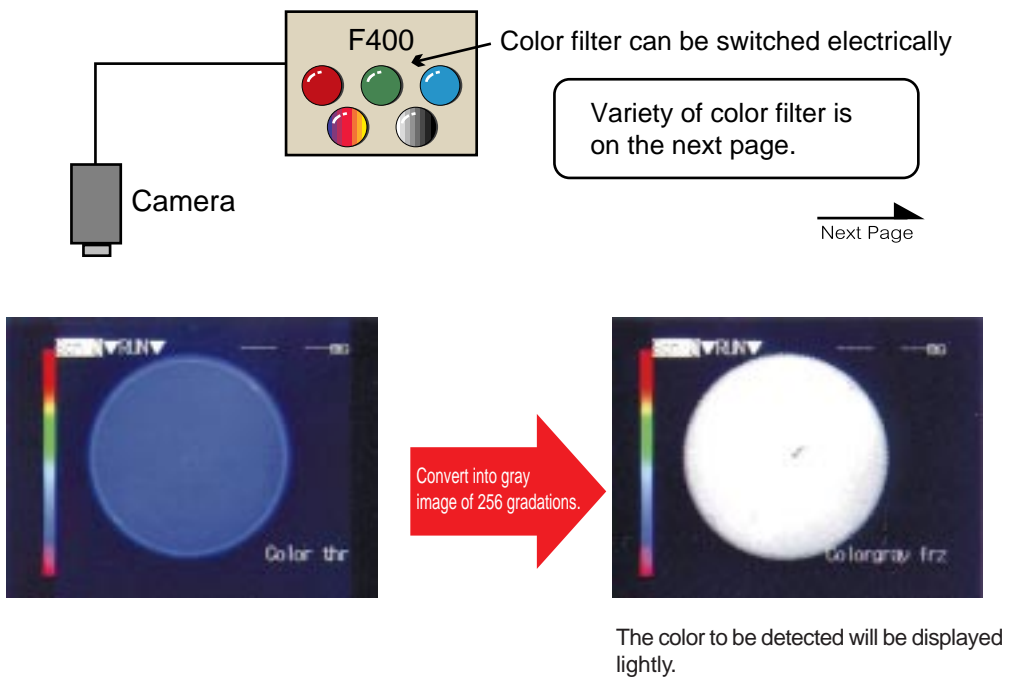 F400
Color filter can be switched electrically
Variety of color filter is
on the next page.
Camera
Next Page
▼RUN▼
Color thr
Convert into gray
image of 256 gradations.
▼RUN▼
Colorgray frz
The color to be detected will be displayed
lightly.